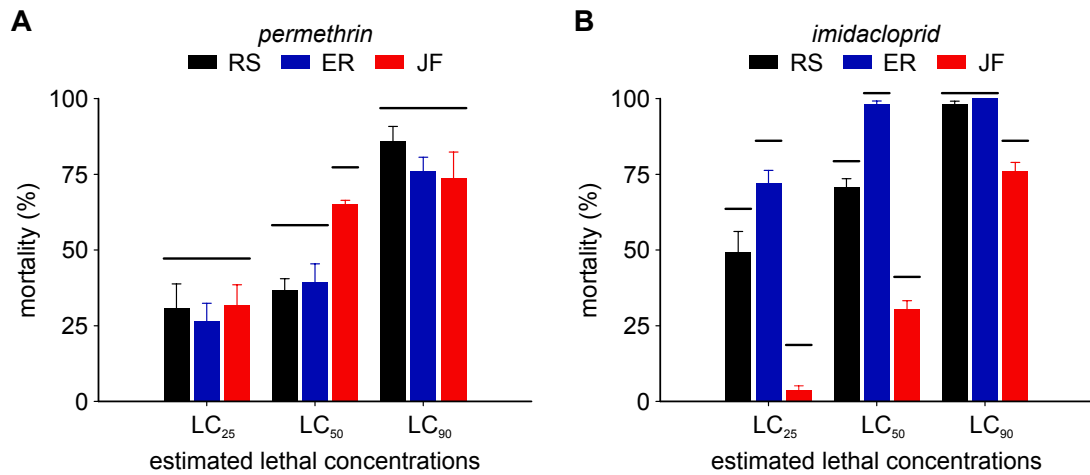 A
permethrin
RS ER JF
100
75
50
25
0
mortality (%)
LC25 LC50 LC90
estimated lethal concentrations
B
imidacloprid
RS ER JF
100
75
50
25
0
mortality (%)
LC25 LC50 LC90
estimated lethal concentrations